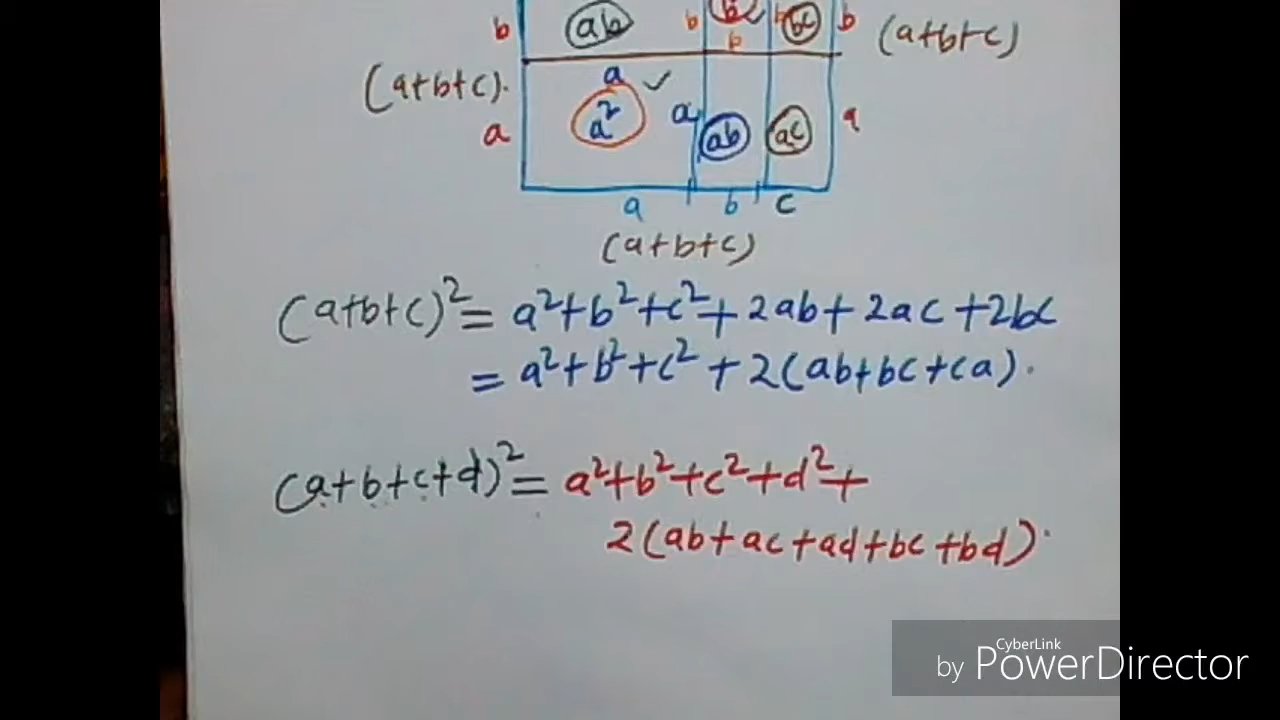 b ab b b² bc b (a+b+c)
b
(a+b+c). a a² a ab ac a
a
a b c
(a+b+c)
(a+b+c)² = a²+b²+c²+2ab+2ac+2bc
= a²+b²+c²+2(ab+bc+ca).
(a+b+c+d)² = a²+b²+c²+d²+
2(ab+ac+ad+bc+bd).
CyberLink
by PowerDirector